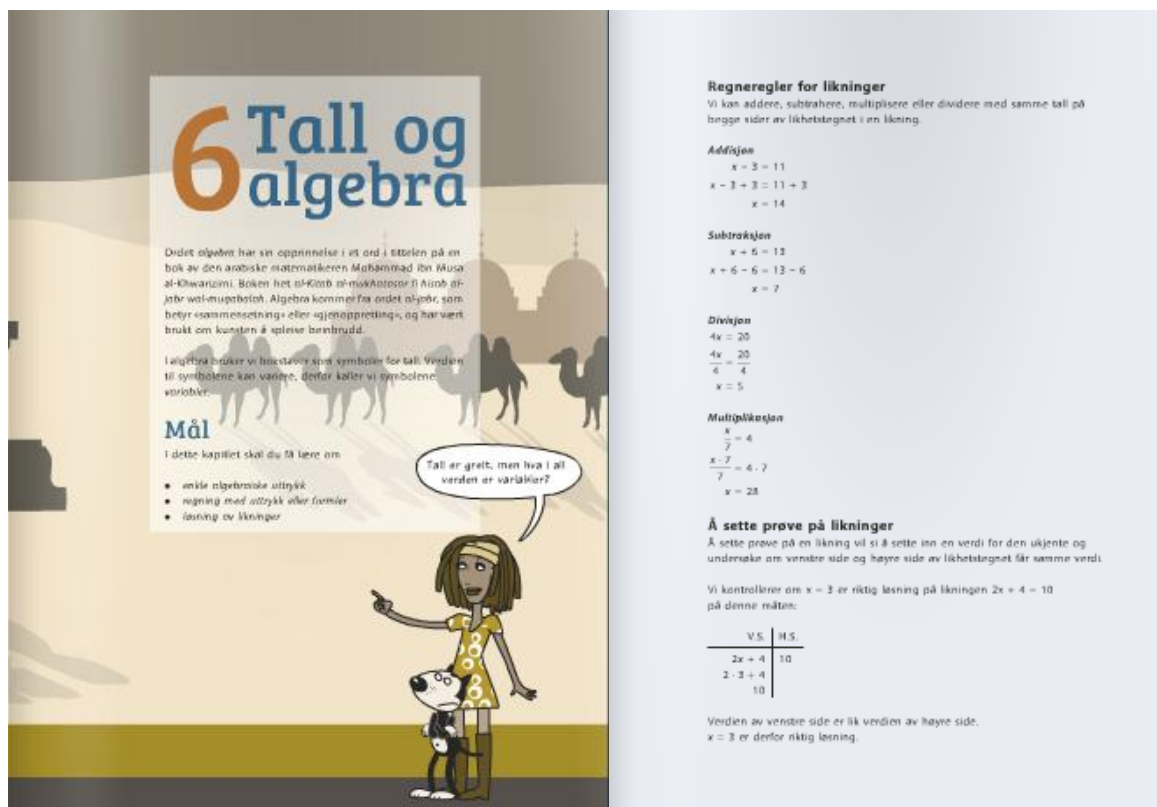 6 Tall og
algebra
Ordet algebra har sin opprinnelse i et ord i tittelen på en
bok av den arabiske matematikeren Mohammad ibn Musa
al-Khwarizimi. Boken het al-Kitab al-mukhatasar fi hisab al-
jabr wal-muqabalah. Algebra kommer fra ordet al-jabr, som
betyr «sammensetning» eller «gjenoppretting», og har vært
brukt om kunsten å spleise beinbrudd.
I algebra bruker vi bokstaver som symboler for tall. Verdien
til symbolene kan variere, derfor kaller vi symbolene
variabler.
Mål
I dette kapitlet skal du få lære om
• enkle algebraiske uttrykk
• regning med uttrykk eller formler
• løsning av likninger
Tall er greit, men hva i all
verden er variabler?
Regneregler for likninger
Vi kan addere, subtrahere, multiplisere eller dividere med samme tall på
begge sider av likhetstegnet i en likning.
Addisjon
x − 3 = 11
x − 3 + 3 = 11 + 3
x = 14
Subtraksjon
x + 6 = 13
x + 6 − 6 = 13 − 6
x = 7
Divisjon
4x = 20
4x/4 = 20/4
x = 5
Multiplikasjon
x/7 = 4
x · 7/7 = 4 · 7
x = 28
Å sette prøve på likninger
Å sette prøve på en likning vil si å sette inn en verdi for den ukjente og
undersøke om venstre side og høyre side av likhetstegnet får samme verdi.
Vi kontrollerer om x = 3 er riktig løsning på likningen 2x + 4 = 10
på denne måten:
V.S. H.S.
2x + 4 10
2 · 3 + 4
10
Verdien av venstre side er lik verdien av høyre side.
x = 3 er derfor riktig løsning.